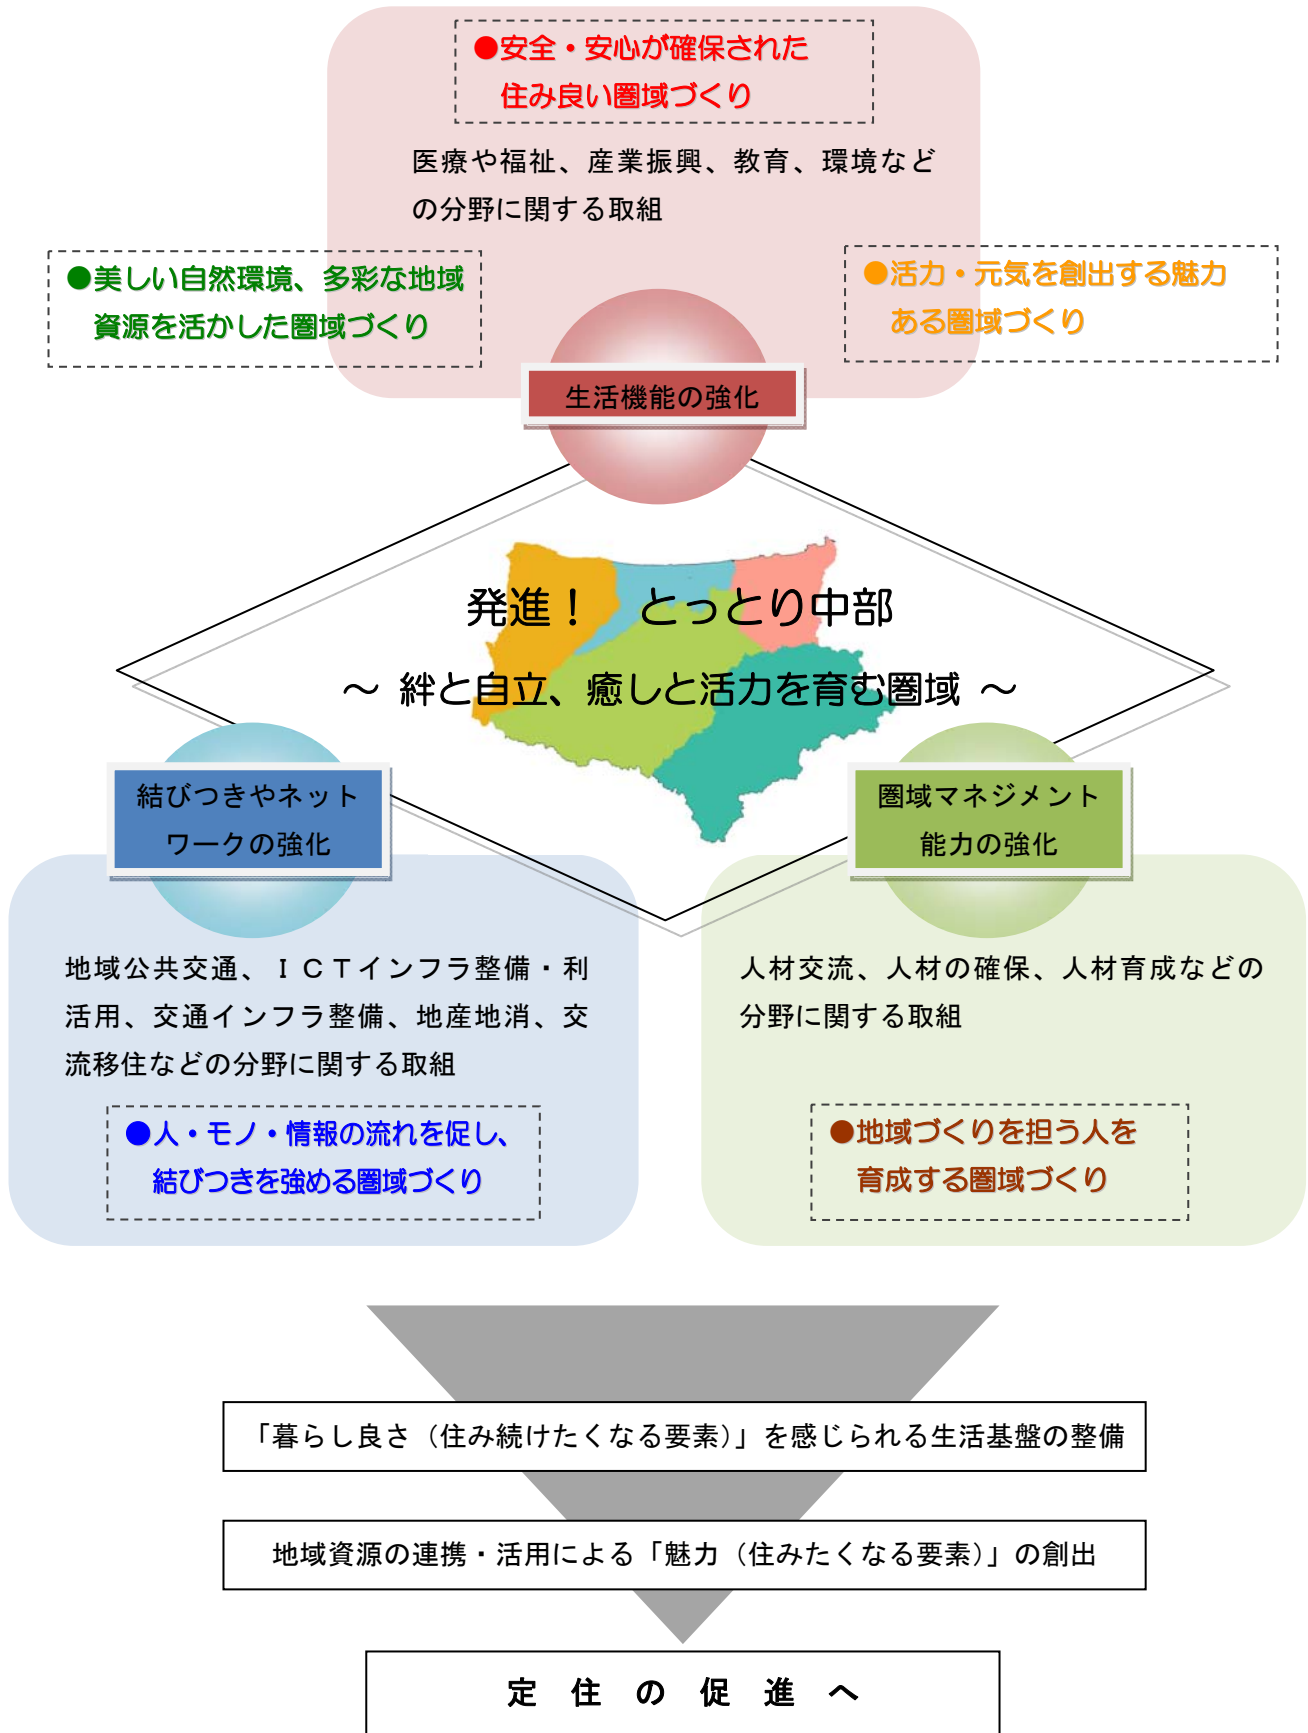 ●安全・安心が確保された
住み良い圏域づくり
医療や福祉、産業振興、教育、環境など
の分野に関する取組
●美しい自然環境、多彩な地域
資源を活かした圏域づくり
●活力・元気を創出する魅力
ある圏域づくり
生活機能の強化
発進！　とっとり中部
～ 絆と自立、癒しと活力を育む圏域 ～
結びつきやネット
ワークの強化
圏域マネジメント
能力の強化
地域公共交通、ＩＣＴインフラ整備・利
活用、交通インフラ整備、地産地消、交
流移住などの分野に関する取組
●人・モノ・情報の流れを促し、
結びつきを強める圏域づくり
人材交流、人材の確保、人材育成などの
分野に関する取組
●地域づくりを担う人を
育成する圏域づくり
「暮らし良さ（住み続けたくなる要素）」を感じられる生活基盤の整備
地域資源の連携・活用による「魅力（住みたくなる要素）」の創出
定　住　の　促　進　へ